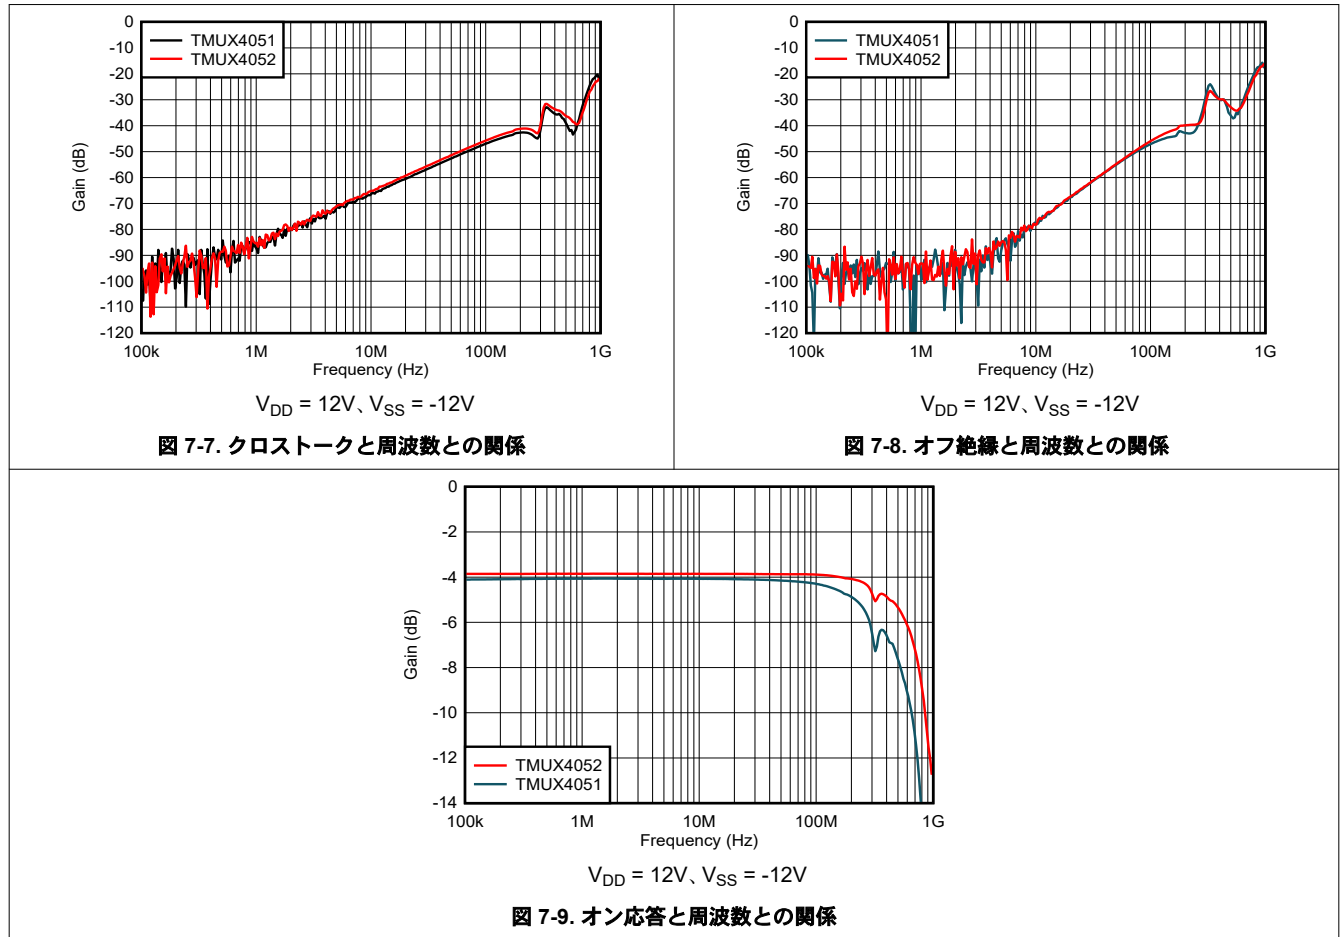 0
-10
-20
-30
-40
-50
-60
-70
-80
-90
-100
-110
-120
Gain (dB)
TMUX4051
TMUX4052
100k 1M 10M 100M 1G
Frequency (Hz)
VDD = 12V、VSS = -12V
図 7-7. クロストークと周波数との関係
0
-10
-20
-30
-40
-50
-60
-70
-80
-90
-100
-110
-120
Gain (dB)
TMUX4051
TMUX4052
100k 1M 10M 100M 1G
Frequency (Hz)
VDD = 12V、VSS = -12V
図 7-8. オフ絶縁と周波数との関係
0
-2
-4
-6
-8
-10
-12
-14
Gain (dB)
TMUX4052
TMUX4051
100k 1M 10M 100M 1G
Frequency (Hz)
VDD = 12V、VSS = -12V
図 7-9. オン応答と周波数との関係